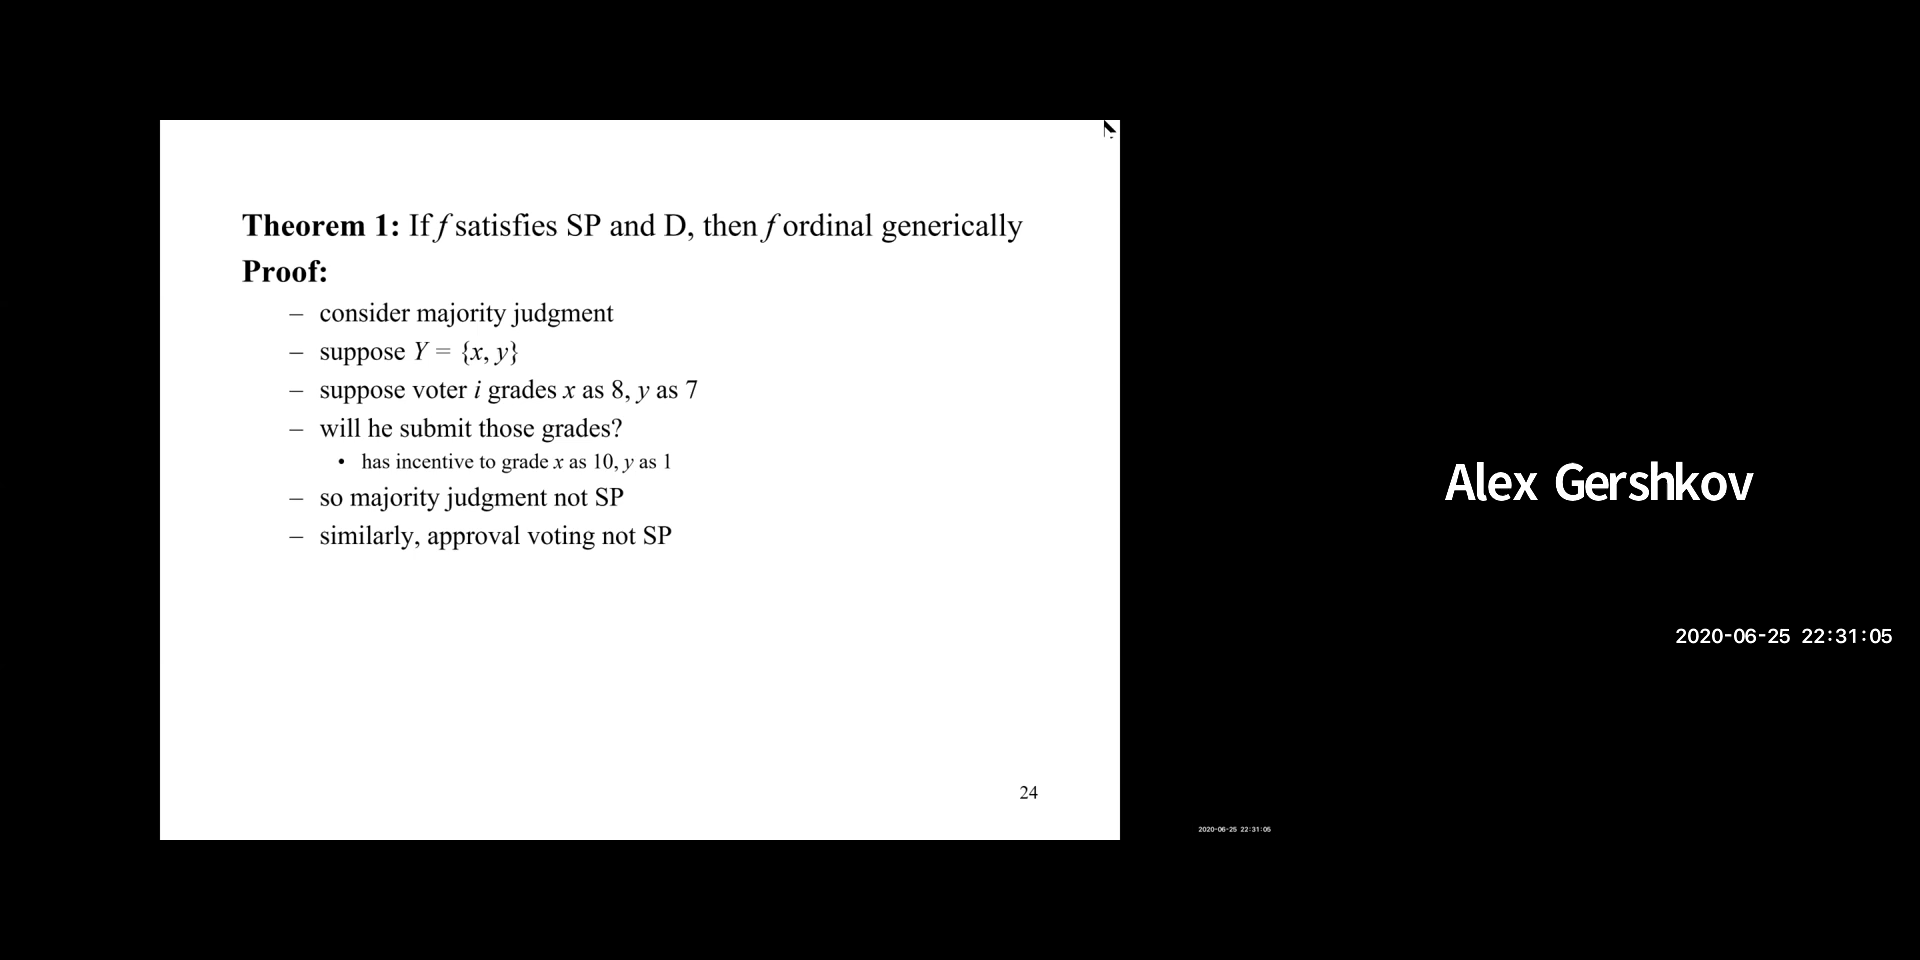 Theorem 1: If f satisfies SP and D, then f ordinal generically
Proof:
– consider majority judgment
– suppose Y = {x, y}
– suppose voter i grades x as 8, y as 7
– will he submit those grades?
• has incentive to grade x as 10, y as 1
– so majority judgment not SP
– similarly, approval voting not SP
24
Alex Gershkov
2020-06-25 22:31:05
2020-06-25 22:31:05